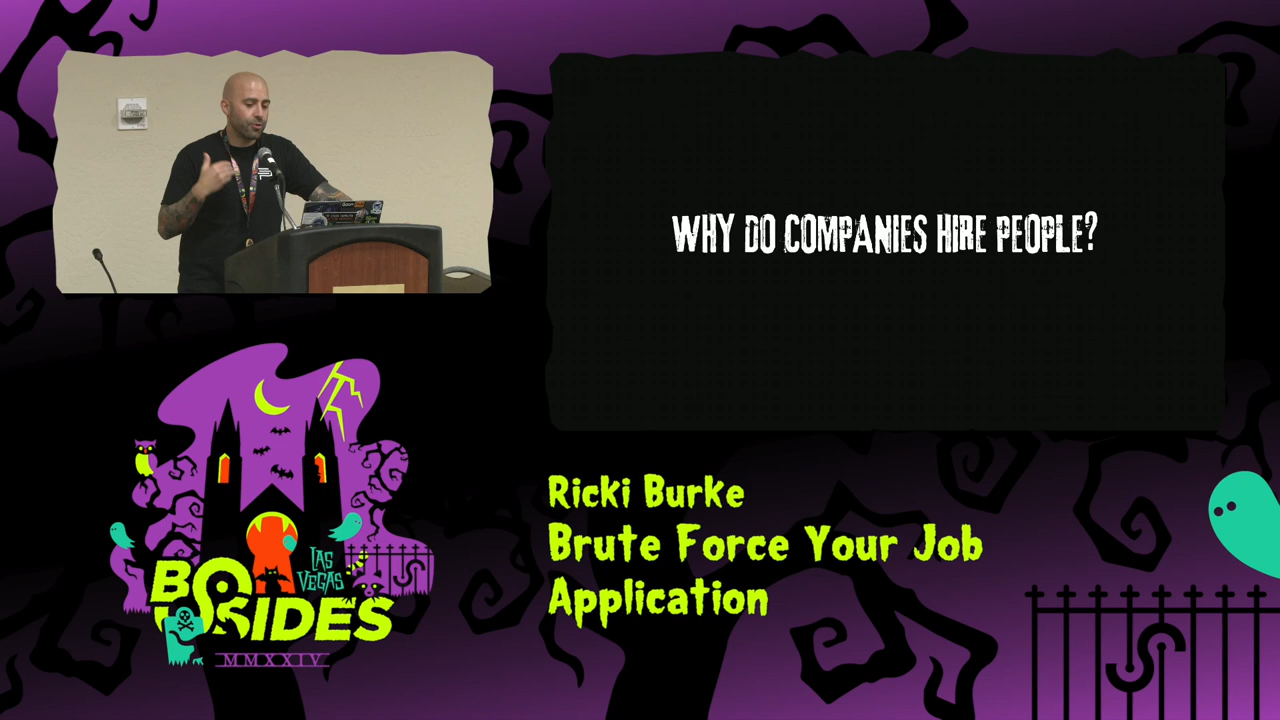 WHY DO COMPANIES HIRE PEOPLE?
Ricki Burke
Brute Force Your Job
Application
LAS
VEGAS
BSIDES
MMXXIV